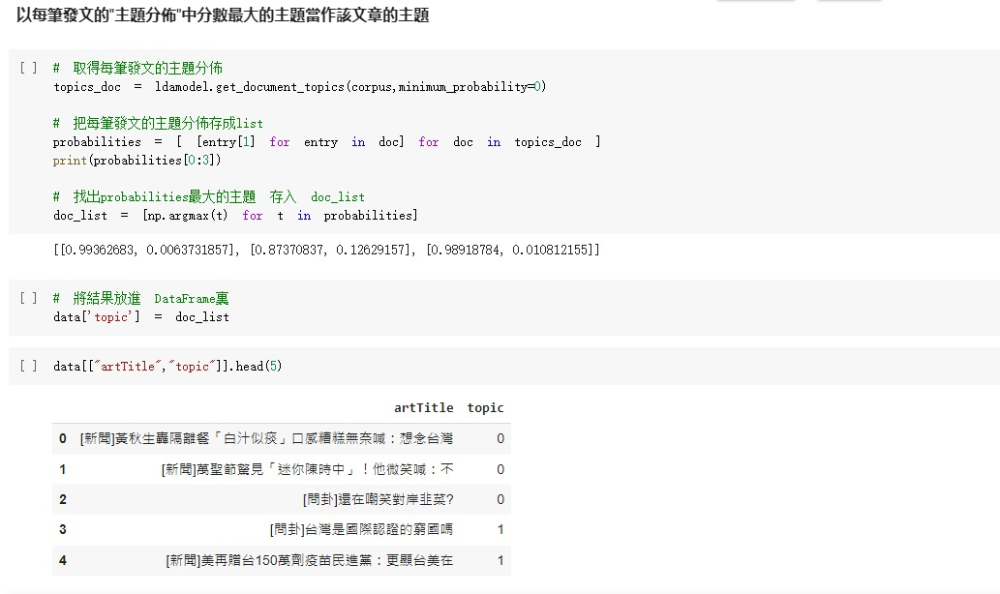 以每筆發文的"主題分佈"中分數最大的主題當作該文章的主題
[ ] # 取得每筆發文的主題分佈
topics_doc = ldamodel.get_document_topics(corpus,minimum_probability=0)
# 把每筆發文的主題分佈存成list
probabilities = [ [entry[1] for entry in doc] for doc in topics_doc ]
print(probabilities[0:3])
# 找出probabilities最大的主題 存入 doc_list
doc_list = [np.argmax(t) for t in probabilities]
[[0.99362683, 0.0063731857], [0.87370837, 0.12629157], [0.98918784, 0.010812155]]
[ ] # 將結果放進 DataFrame裏
data['topic'] = doc_list
[ ] data[["artTitle","topic"]].head(5)
artTitle topic
0 [新聞]黃秋生轟隔離餐「白汁似痰」口感糟糕無奈喊：想念台灣 0
1 [新聞]萬聖節驚見「迷你陳時中」！他微笑喊：不 0
2 [問卦]還在嘲笑對岸韭菜? 0
3 [問卦]台灣是國際認證的窮國嗎 1
4 [新聞]美再贈台150萬劑疫苗民進黨：更顯台美在 1